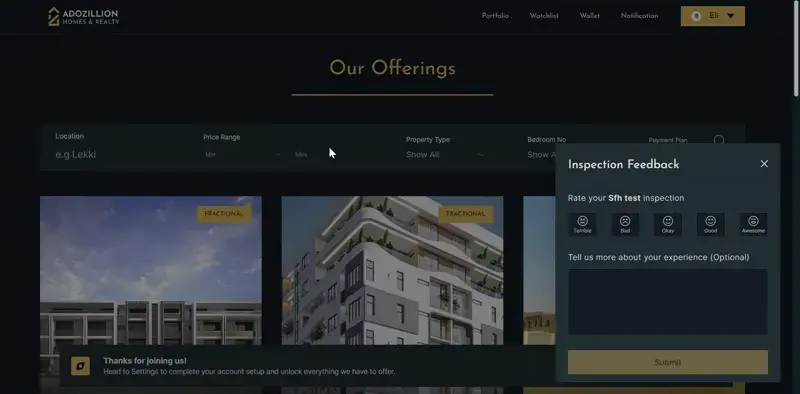 ADOZILLION
HOMES & REALTY
Portfolio
Watchlist
Wallet
Notification
Eli
Our Offerings
Location
Price Range
Property Type
Bedroom No
Payment Plan
e.g Lekki
Min
Max
Show All
Show A
FRACTIONAL
FRACTIONAL
Inspection Feedback
Rate your Sfh test inspection
Terrible
Bad
Okay
Good
Awesome
Tell us more about your experience (Optional)
Submit
Thanks for joining us!
Head to Settings to complete your account setup and unlock everything we have to offer.